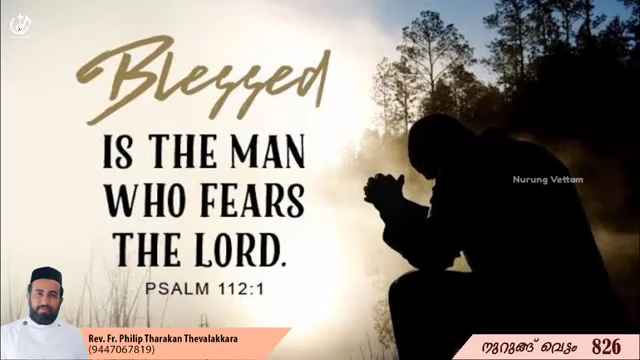 Blessed
IS THE MAN
WHO FEARS
THE LORD.
PSALM 112:1
Nurung Vettam
Rev. Fr. Philip Tharakan Thevalakkara
(9447067819)
നുറുങ്ങ് വെട്ടം 826